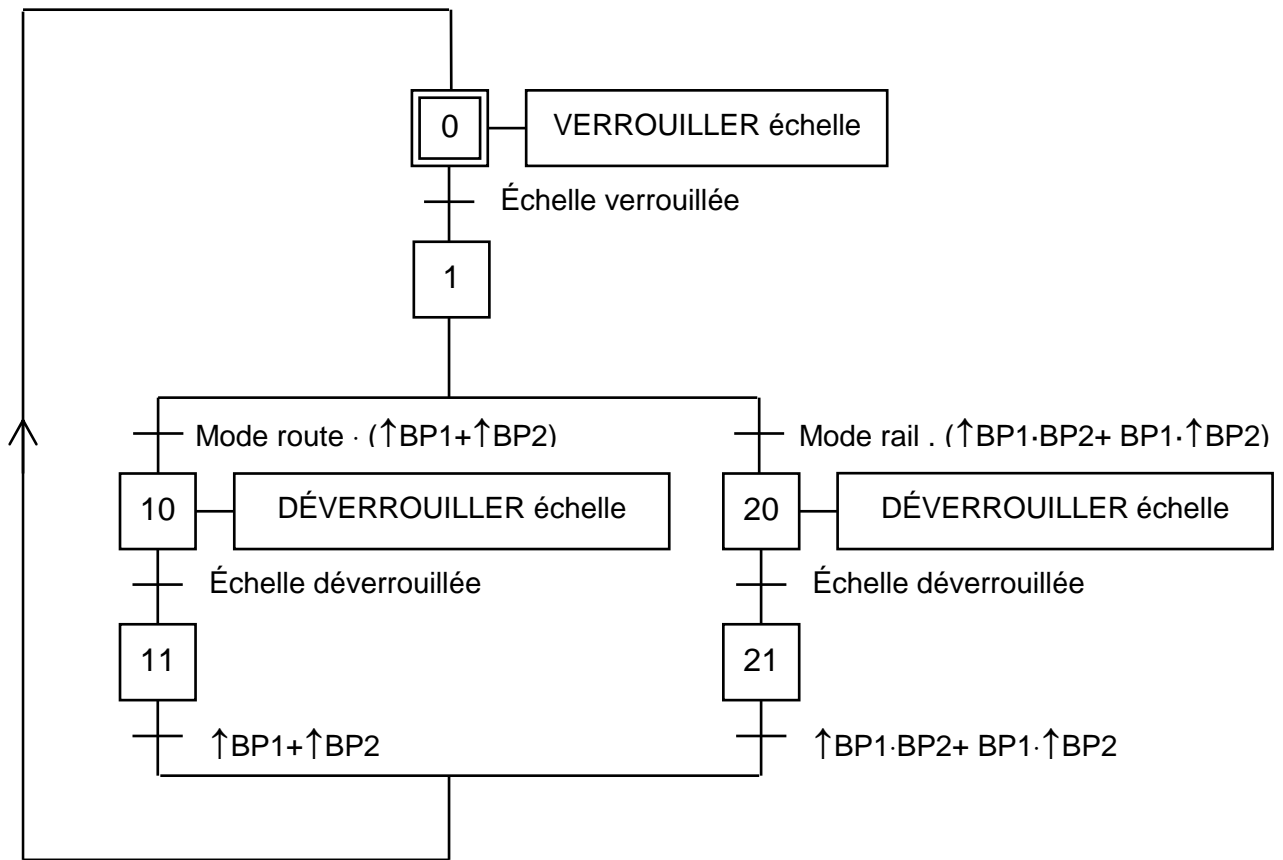 0
VERROUILLER échelle
Échelle verrouillée
1
Mode route · (↑BP1+↑BP2)
Mode rail . (↑BP1·BP2+ BP1·↑BP2)
10
DÉVERROUILLER échelle
20
DÉVERROUILLER échelle
Échelle déverrouillée
Échelle déverrouillée
11
21
↑BP1+↑BP2
↑BP1·BP2+ BP1·↑BP2